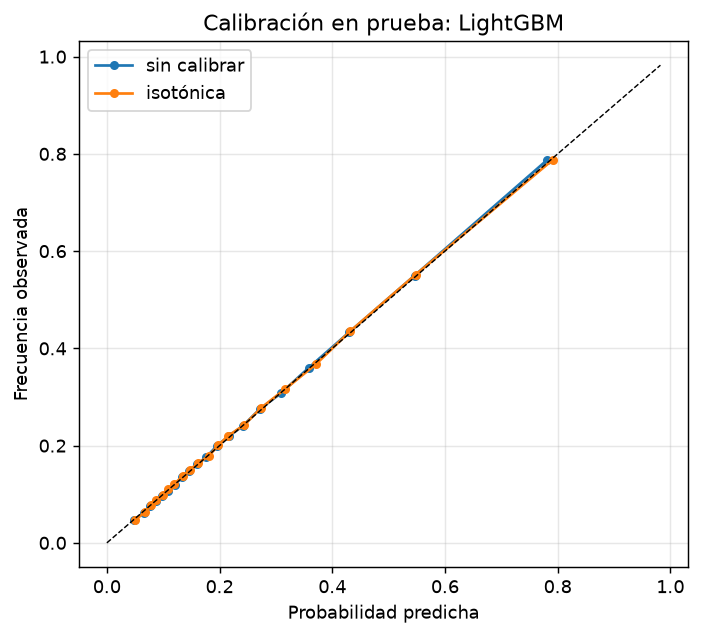 Calibración en prueba: LightGBM
sin calibrar
isotónica
Frecuencia observada
1.0
0.8
0.6
0.4
0.2
0.0
0.0
0.2
0.4
0.6
0.8
1.0
Probabilidad predicha